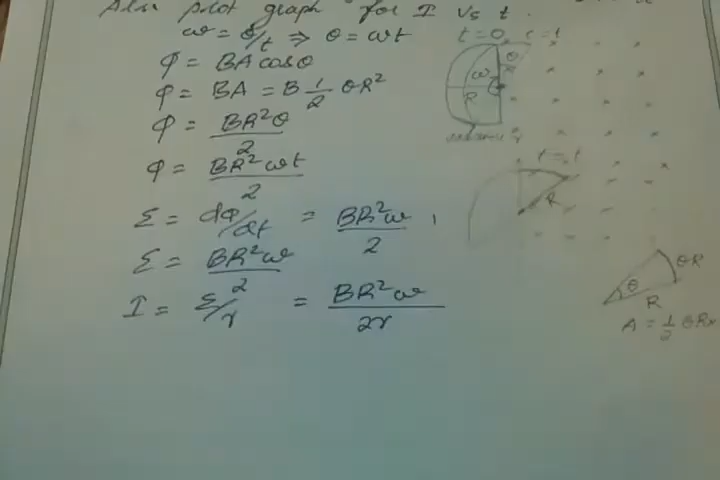 Also plot graph for I Vs t.
ω = θ/t ⇒ θ = ωt
t=0
φ = BA cosθ
φ = BA = B 1/2 θR²
φ = BR²θ/2
φ = BR²ωt/2
Σ = dφ/dt = BR²ω/2
Σ = BR²ω/2
I = Σ/r = BR²ω/2r
ω
θ
R
R
θ
θR
R
A = 1/2 θR